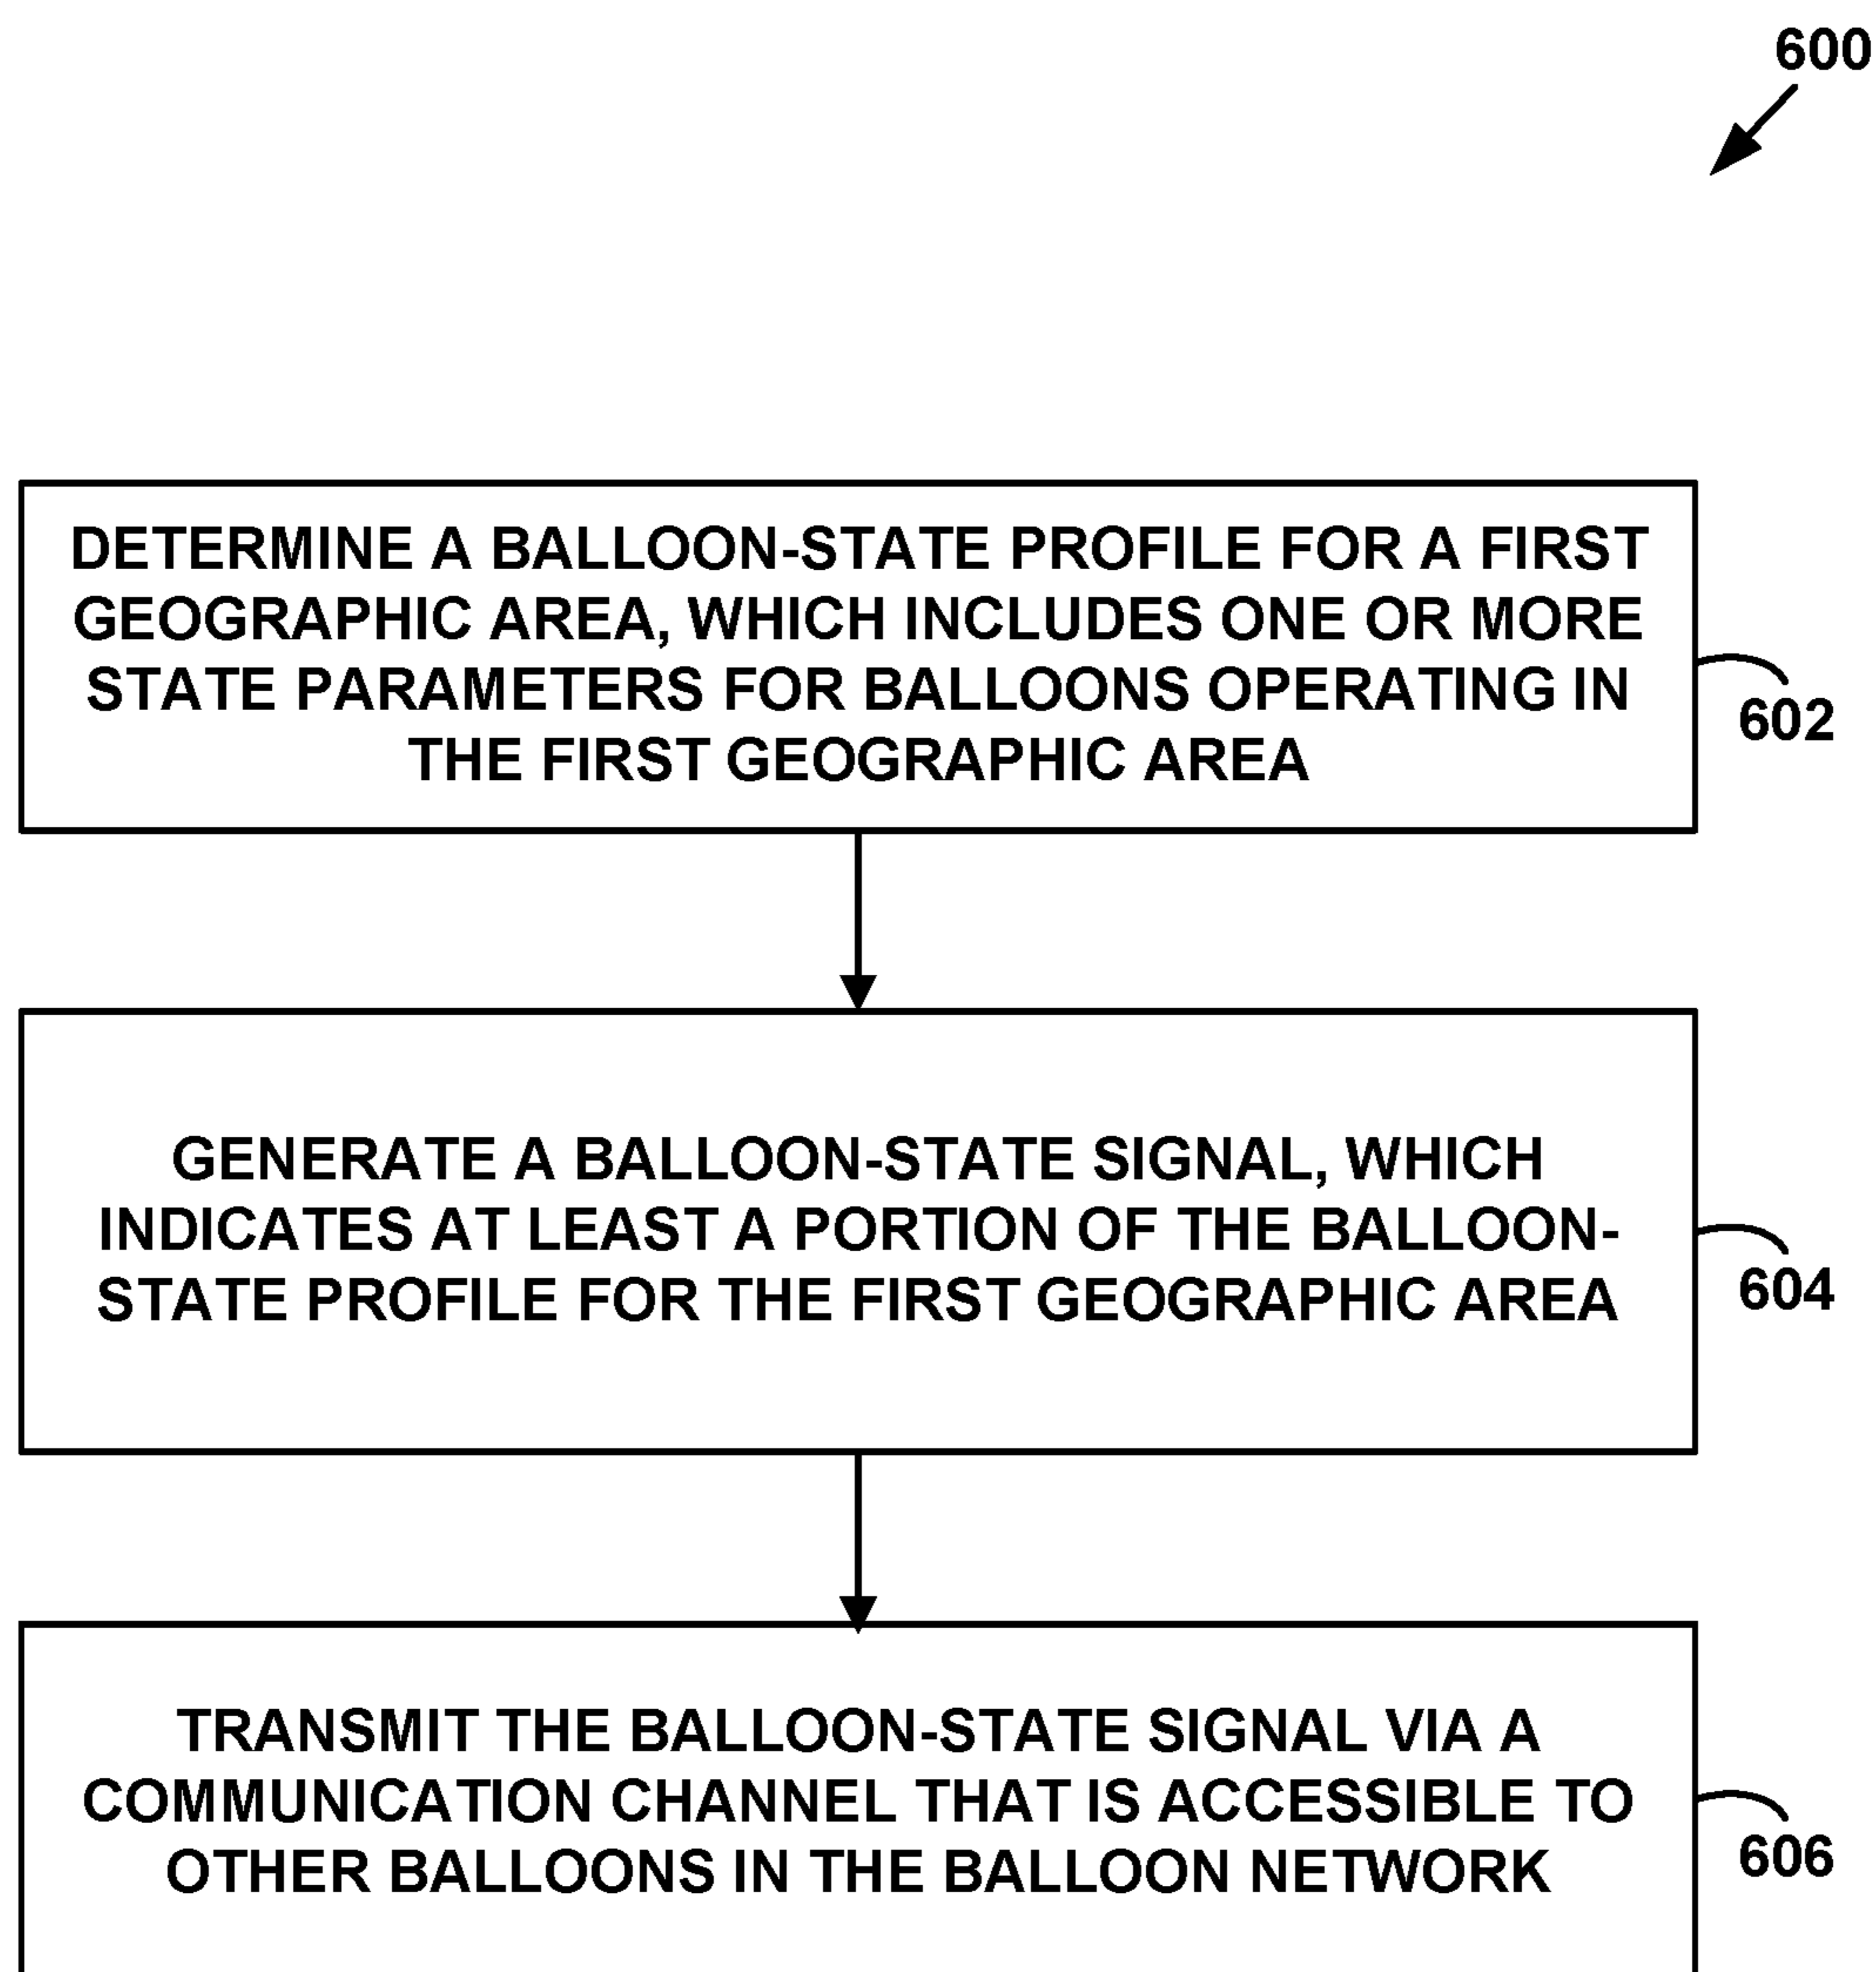 600
DETERMINE A BALLOON-STATE PROFILE FOR A FIRST
GEOGRAPHIC AREA, WHICH INCLUDES ONE OR MORE
STATE PARAMETERS FOR BALLOONS OPERATING IN
THE FIRST GEOGRAPHIC AREA
602
GENERATE A BALLOON-STATE SIGNAL, WHICH
INDICATES AT LEAST A PORTION OF THE BALLOON-
STATE PROFILE FOR THE FIRST GEOGRAPHIC AREA
604
TRANSMIT THE BALLOON-STATE SIGNAL VIA A
COMMUNICATION CHANNEL THAT IS ACCESSIBLE TO
OTHER BALLOONS IN THE BALLOON NETWORK
606